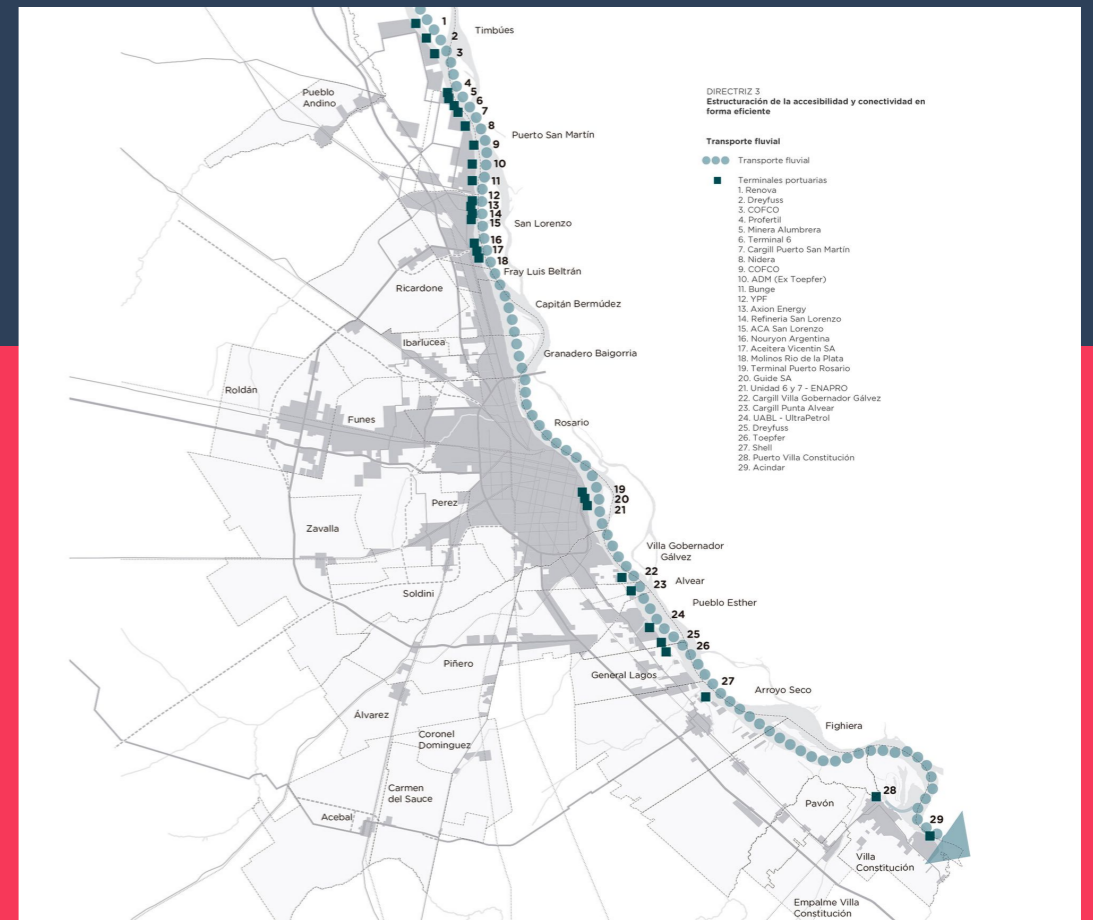 1
Timbúes
2
3
4
Pueblo
Andino
5
6
7
8
Puerto San Martín
9
10
11
12
13
14
San Lorenzo
15
16
17
18
Fray Luis Beltrán
Ricardone
Capitán Bermúdez
Ibarlucea
Granadero Baigorria
Roldán
Funes
Rosario
19
20
21
Perez
Zavalla
Villa Gobernador
Gálvez
22
23
Alvear
Soldini
Pueblo Esther
24
25
26
Piñero
General Lagos
27
Arroyo Seco
Álvarez
Fighiera
Coronel
Dominguez
Carmen
del Sauce
28
Pavón
Acebal
29
Villa
Constitución
Empalme Villa
Constitución
DIRECTRIZ 3
Estructuración de la accesibilidad y conectividad en
forma eficiente
Transporte fluvial
Transporte fluvial
Terminales portuarias
1. Renova
2. Dreyfuss
3. COFCO
4. Profertil
5. Minera Alumbrera
6. Terminal 6
7. Cargill Puerto San Martín
8. Nidera
9. COFCO
10. ADM (Ex Toepfer)
11. Bunge
12. YPF
13. Axion Energy
14. Refineria San Lorenzo
15. ACA San Lorenzo
16. Nouryon Argentina
17. Aceitera Vicentin SA
18. Molinos Rio de la Plata
19. Terminal Puerto Rosario
20. Guide SA
21. Unidad 6 y 7 - ENAPRO
22. Cargill Villa Gobernador Gálvez
23. Cargill Punta Alvear
24. UABL - UltraPetrol
25. Dreyfuss
26. Toepfer
27. Shell
28. Puerto Villa Constitución
29. Acindar